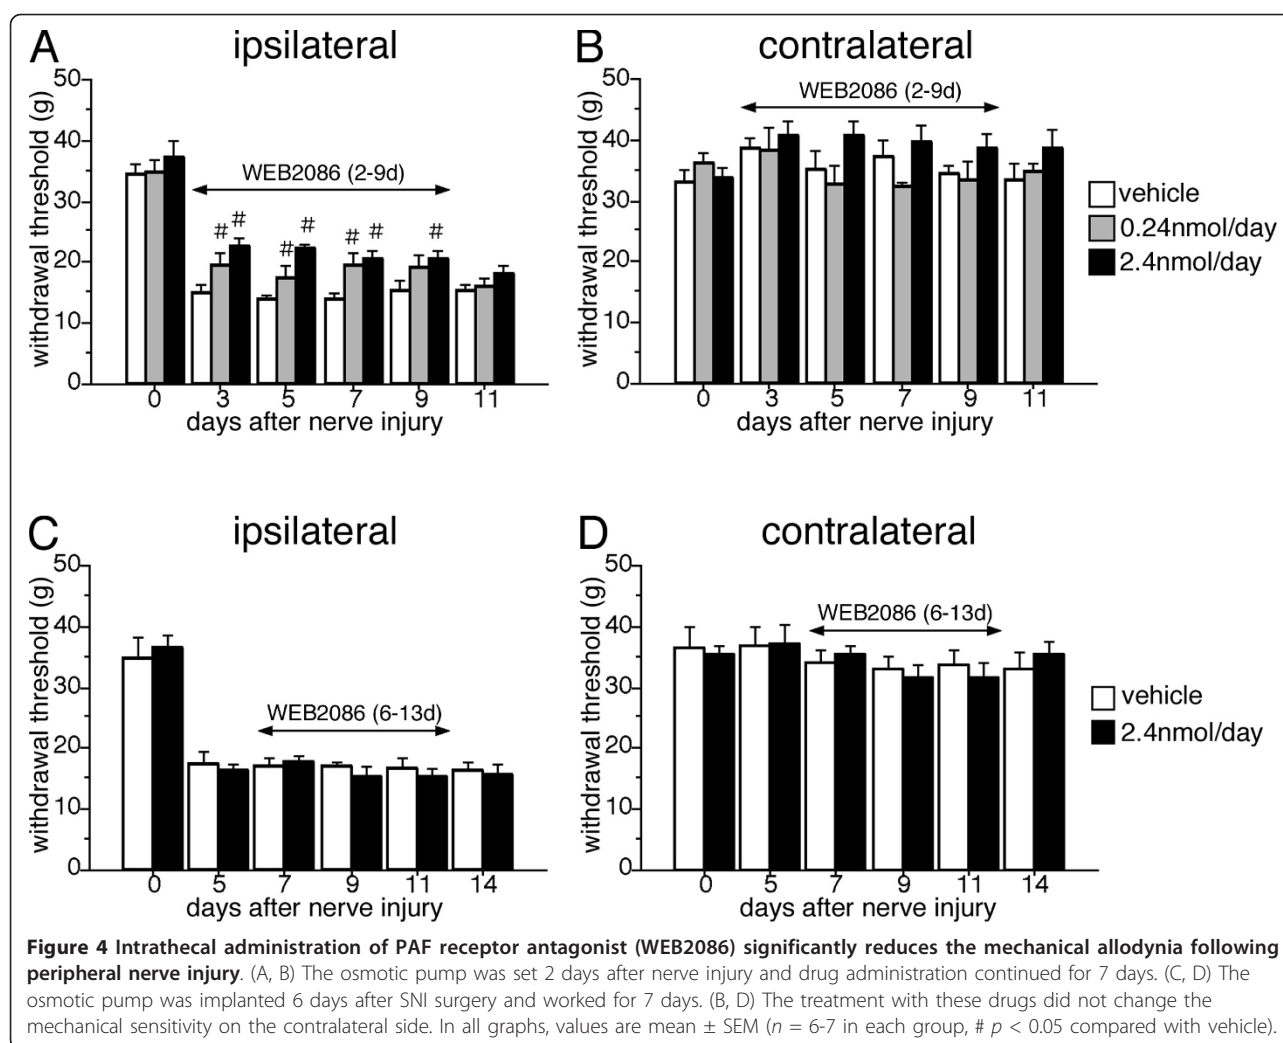 A
ipsilateral
withdrawal threshold (g)
50
40
30
20
10
0
WEB2086 (2-9d)
# # # # # # #
0 3 5 7 9 11
days after nerve injury
B
contralateral
withdrawal threshold (g)
50
40
30
20
10
0
WEB2086 (2-9d)
0 3 5 7 9 11
days after nerve injury
vehicle
0.24nmol/day
2.4nmol/day
C
ipsilateral
withdrawal threshold (g)
50
40
30
20
10
0
WEB2086 (6-13d)
0 5 7 9 11 14
days after nerve injury
D
contralateral
withdrawal threshold (g)
50
40
30
20
10
0
WEB2086 (6-13d)
0 5 7 9 11 14
days after nerve injury
vehicle
2.4nmol/day
Figure 4 Intrathecal administration of PAF receptor antagonist (WEB2086) significantly reduces the mechanical allodynia following
peripheral nerve injury. (A, B) The osmotic pump was set 2 days after nerve injury and drug administration continued for 7 days. (C, D) The
osmotic pump was implanted 6 days after SNI surgery and worked for 7 days. (B, D) The treatment with these drugs did not change the
mechanical sensitivity on the contralateral side. In all graphs, values are mean ± SEM (n = 6-7 in each group, # p < 0.05 compared with vehicle).